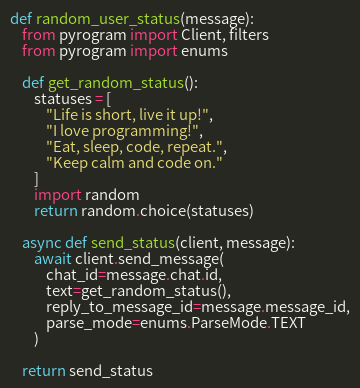 def random_user_status(message):
    from pyrogram import Client, filters
    from pyrogram import enums

    def get_random_status():
        statuses = [
            "Life is short, live it up!",
            "I love programming!",
            "Eat, sleep, code, repeat.",
            "Keep calm and code on."
        ]
        import random
        return random.choice(statuses)

    async def send_status(client, message):
        await client.send_message(
            chat_id=message.chat.id,
            text=get_random_status(),
            reply_to_message_id=message.message_id,
            parse_mode=enums.ParseMode.TEXT
        )

    return send_status